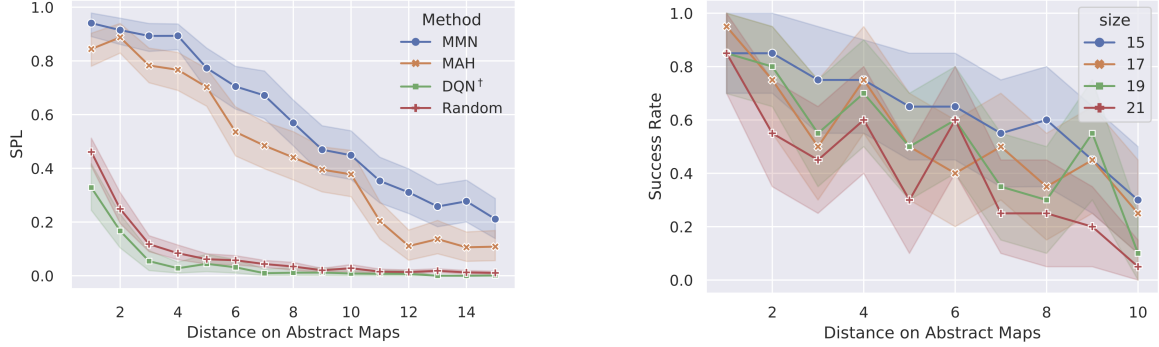 SPL
1.0
0.8
0.6
0.4
0.2
0.0
2 4 6 8 10 12 14
Distance on Abstract Maps
Method
MMN
MAH
DQN†
Random
Success Rate
1.0
0.8
0.6
0.4
0.2
0.0
2 4 6 8 10
Distance on Abstract Maps
size
15
17
19
21